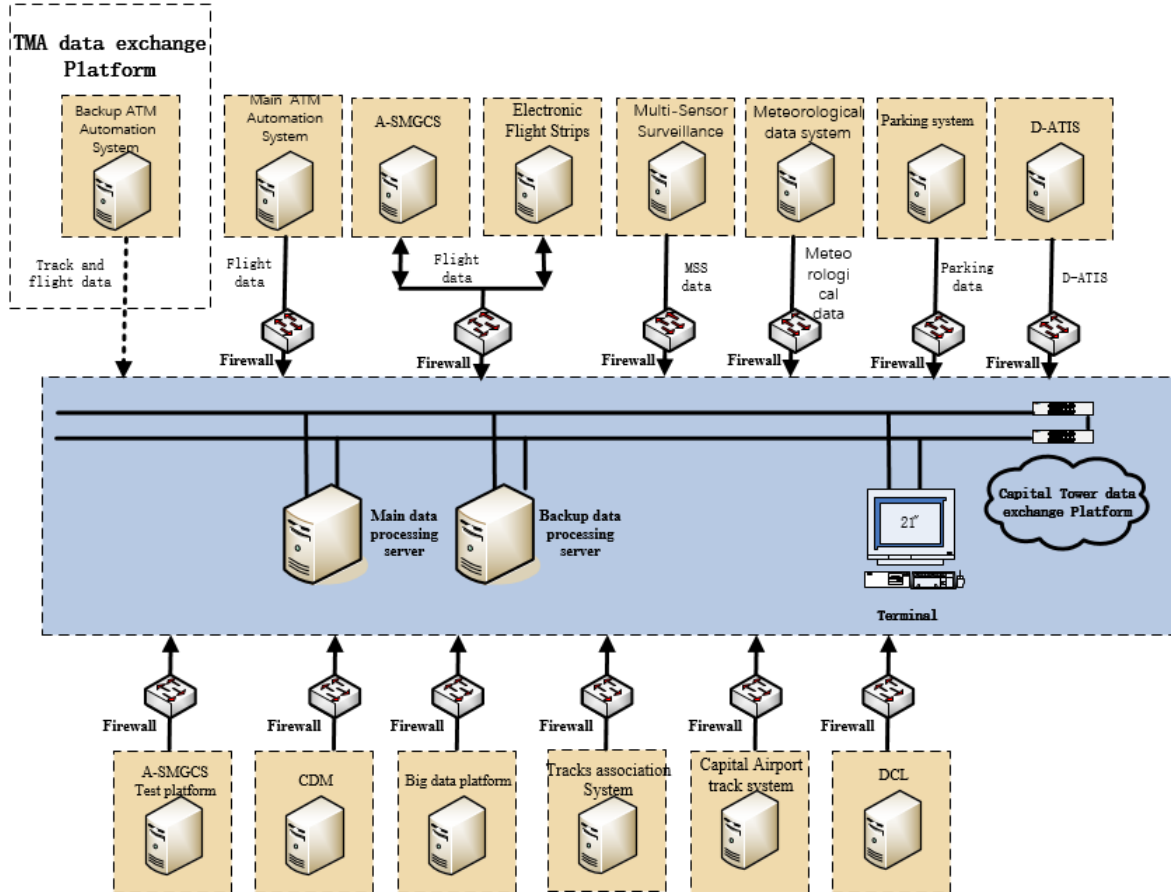 TMA data exchange
Platform
Backup ATM
Automation
System
Main ATM
Automation
System
A-SMGCS
Electronic
Flight Strips
Multi-Sensor
Surveillance
Meteorological
data system
Parking system
D-ATIS
Track and
flight data
Flight
data
Flight
data
MSS
data
Meteo
rologi
cal
data
Parking
data
D-ATIS
Firewall
Firewall
Firewall
Firewall
Firewall
Firewall
Main data
processing
server
Backup data
processing
server
21"
Terminal
Capital Tower data
exchange Platform
Firewall
Firewall
Firewall
Firewall
Firewall
Firewall
A-SMGCS
Test platform
CDM
Big data platform
Tracks association
System
Capital Airport
track system
DCL